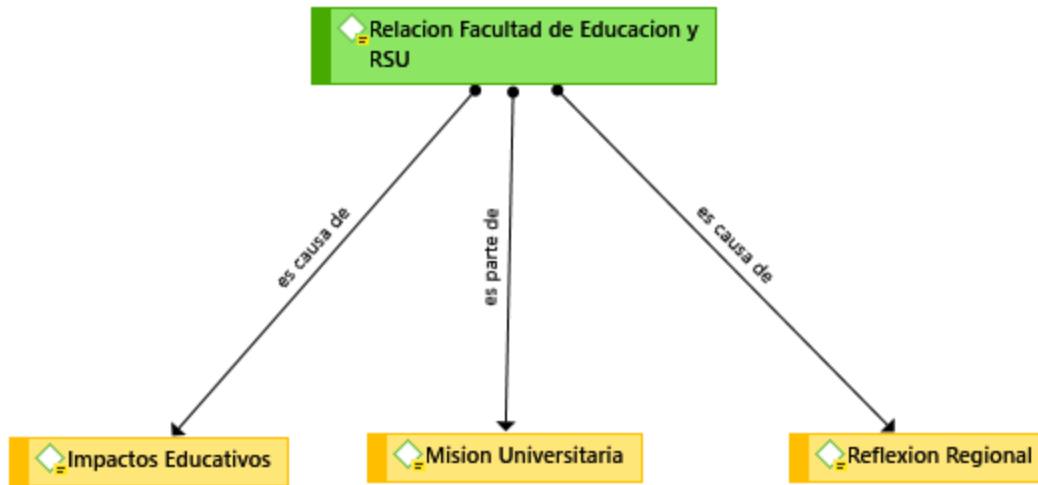 Relacion Facultad de Educacion y
RSU
es causa de
es parte de
es causa de
Impactos Educativos
Mision Universitaria
Reflexion Regional